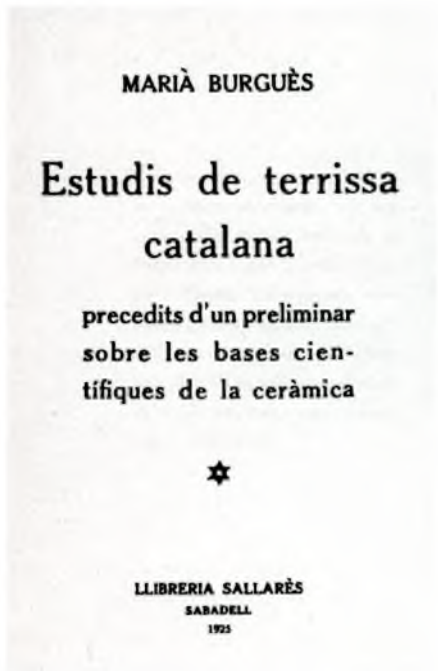 MARIÀ BURGUÈS
Estudis de terrissa
catalana
precedits d'un preliminar
sobre les bases cien-
tífiques de la ceràmica
LLIBRERIA SALLARÈS
SABADELL
1925